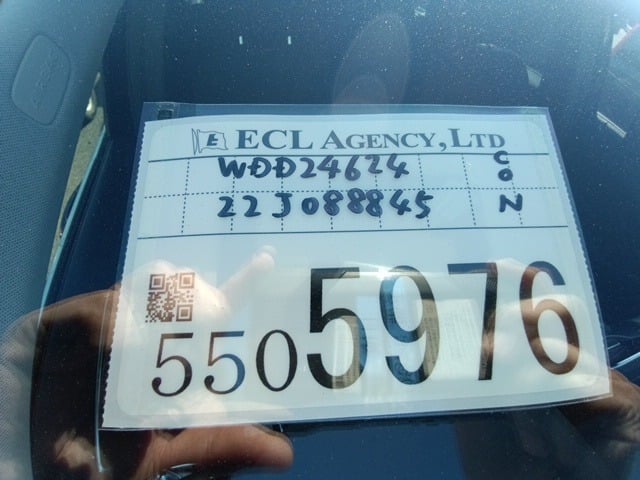 E ECL AGENCY, LTD
WDD24624 C
O
22J088845 N
5505976